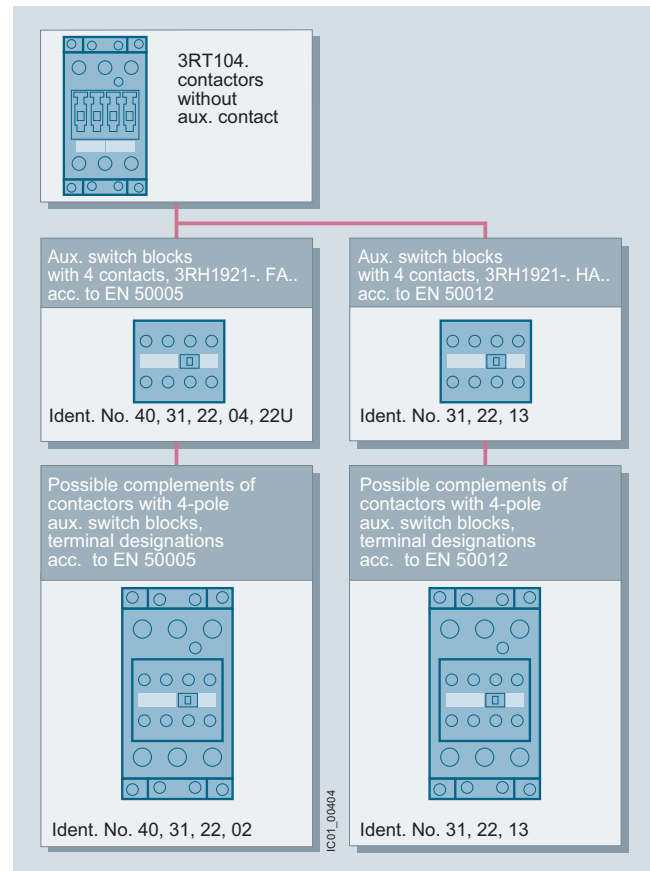 3RT104.
contactors
without
aux. contact
Aux. switch blocks
with 4 contacts, 3RH1921-. FA..
acc. to EN 50005
Ident. No. 40, 31, 22, 04, 22U
Aux. switch blocks
with 4 contacts, 3RH1921-. HA..
acc. to EN 50012
Ident. No. 31, 22, 13
Possible complements of
contactors with 4-pole
aux. switch blocks,
terminal designations
acc.  to EN 50005
Ident. No. 40, 31, 22, 02
Possible complements of
contactors with 4-pole
aux. switch blocks,
terminal designations
acc.  to EN 50012
Ident. No. 31, 22, 13
IC01_00404